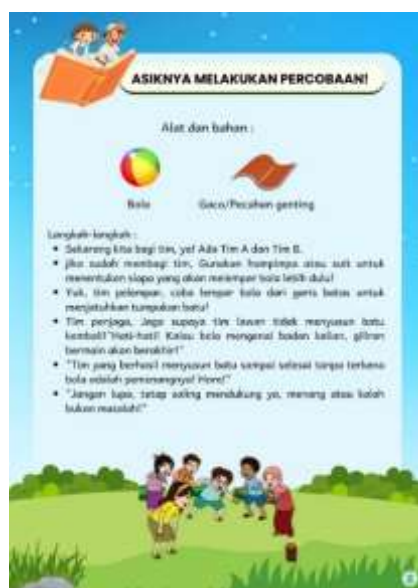 ASIKNYA MELAKUKAN PERCOBAAN!
Alat dan bahan :
Bola
Gaco/Pecahan genting
Langkah-langkah :
• Sekarang kita bagi tim, ya! Ada Tim A dan Tim B.
• Jika sudah membagi tim, Gunakan hompimpa atau suit untuk
menentukan siapa yang akan melempar bola lebih dulu!
• Yuk, tim pelempar, coba lempar bola dari garis batas untuk
menjatuhkan tumpukan batu!
• Tim penjaga, Jaga supaya tim lawan tidak menyusun batu
kembali! "Hati-hati! Kalau bola mengenai badan kalian, giliran
bermain akan berakhir!"
• "Tim yang berhasil menyusun batu sampai selesai tanpa terkena
bola adalah pemenangnya! Hore!"
• "Jangan lupa, tetap saling mendukung ya, menang atau kalah
bukan masalah!"